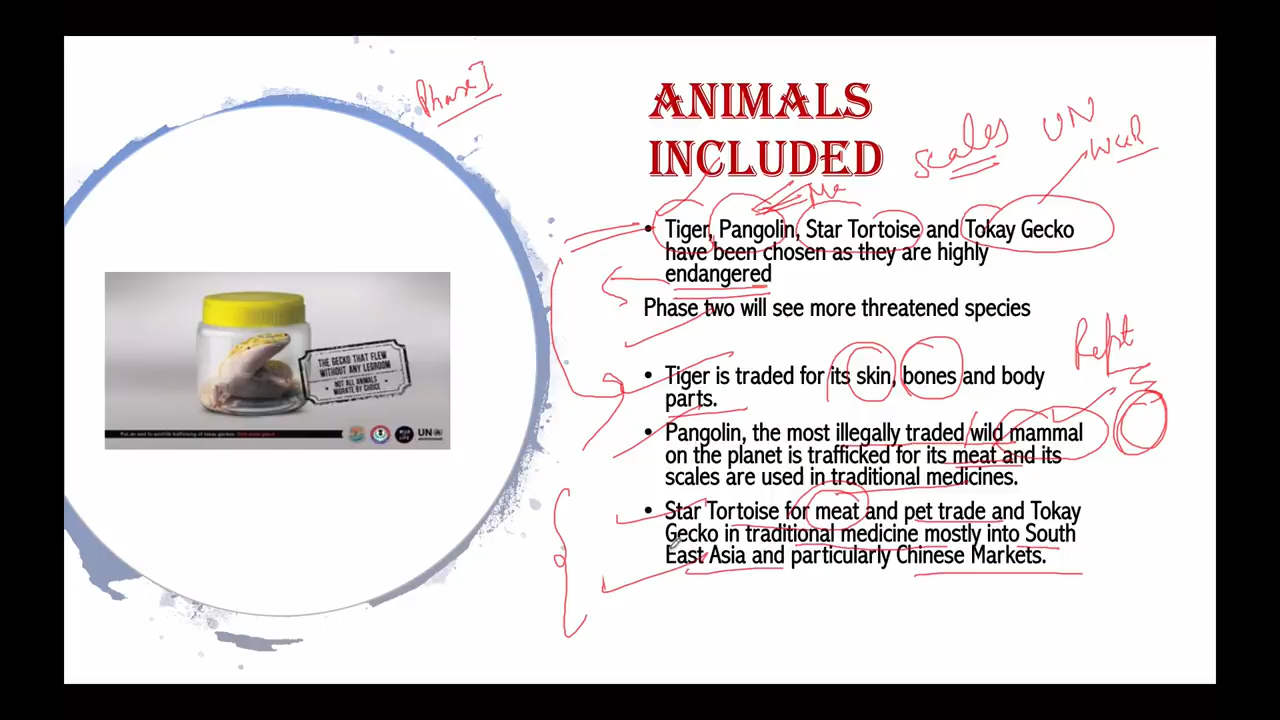 Phase I
ANIMALS
INCLUDED
scales UN
• Tiger, Pangolin, Star Tortoise and Tokay Gecko
have been chosen as they are highly
endangered
Phase two will see more threatened species
Rept
• Tiger is traded for its skin, bones and body
parts.
• Pangolin, the most illegally traded wild mammal
on the planet is trafficked for its meat and its
scales are used in traditional medicines.
• Star Tortoise for meat and pet trade and Tokay
Gecko in traditional medicine mostly into South
East Asia and particularly Chinese Markets.
THE GECKO THAT FLEW
WITHOUT ANY LEGROOM
NOT ALL ANIMALS
MIGRATE BY CHOICE
UN